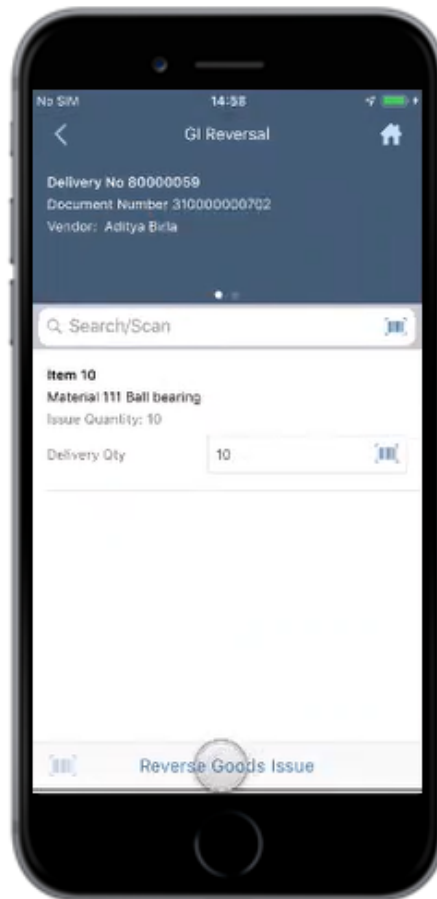 No SIM 14:58
GI Reversal
Delivery No 80000059
Document Number 310000000702
Vendor: Aditya Birla
Search/Scan
Item 10
Material 111 Ball bearing
Issue Quantity: 10
Delivery Qty 10
Reverse Goods Issue